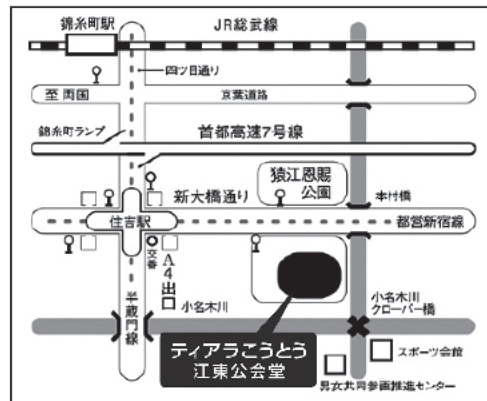 錦糸町駅
JR総武線
四ツ目通り
至 両国
京葉道路
錦糸町ランプ
首都高速7号線
猿江恩賜
公園
新大橋通り
本村橋
住吉駅
都営新宿線
交番
A4出口
半蔵門線
小名木川
小名木川
クローバー橋
ティアラこうとう
江東公会堂
スポーツ会館
男女共同参画推進センター